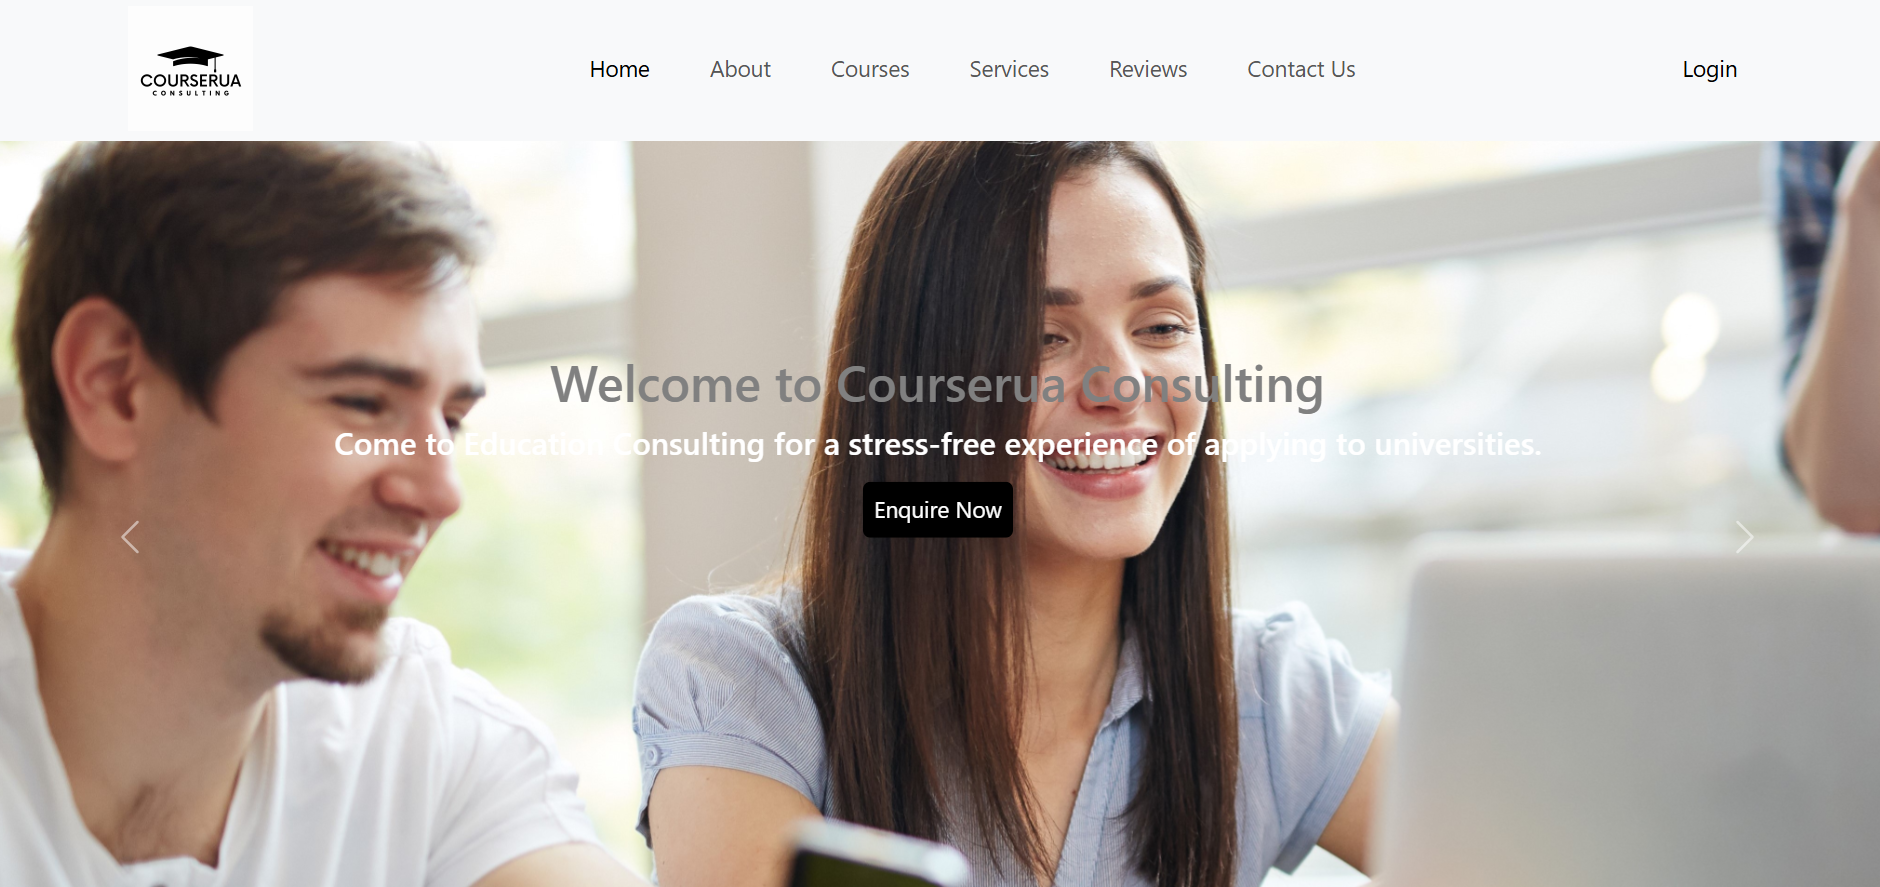 COURSERUA
CONSULTING
Home
About
Courses
Services
Reviews
Contact Us
Login
Welcome to Courserua Consulting
Come to Education Consulting for a stress-free experience of applying to universities.
Enquire Now